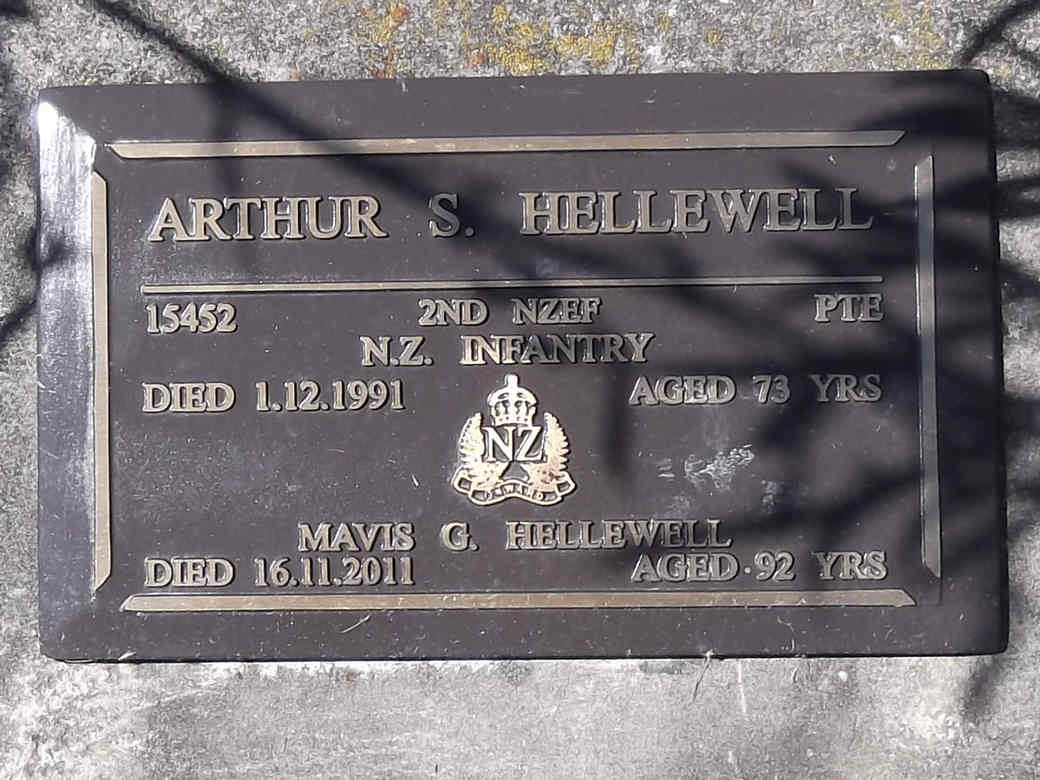 ARTHUR S. HELLEWELL
15452 2ND NZEF PTE
N.Z. INFANTRY
DIED 1.12.1991 AGED 73 YRS
NZ
ONWARD
MAVIS G. HELLEWELL
DIED 16.11.2011 AGED 92 YRS